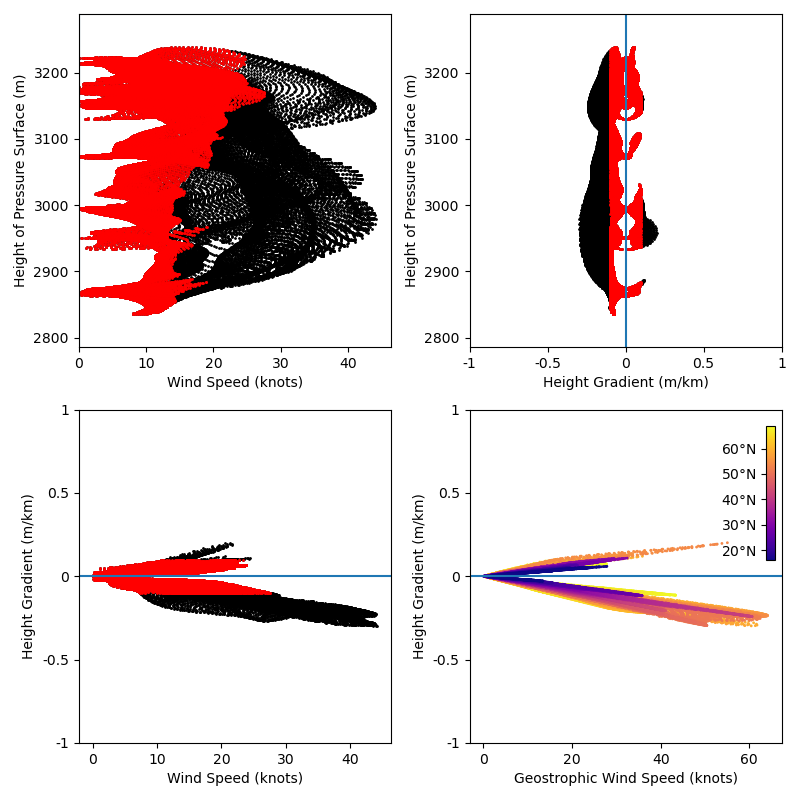 Height of Pressure Surface (m)
3200
3100
3000
2900
2800
0 10 20 30 40
Wind Speed (knots)
Height of Pressure Surface (m)
3200
3100
3000
2900
2800
-1 -0.5 0 0.5 1
Height Gradient (m/km)
Height Gradient (m/km)
1
0.5
0
-0.5
-1
0 10 20 30 40
Wind Speed (knots)
Height Gradient (m/km)
1
0.5
0
-0.5
-1
60°N
50°N
40°N
30°N
20°N
0 20 40 60
Geostrophic Wind Speed (knots)